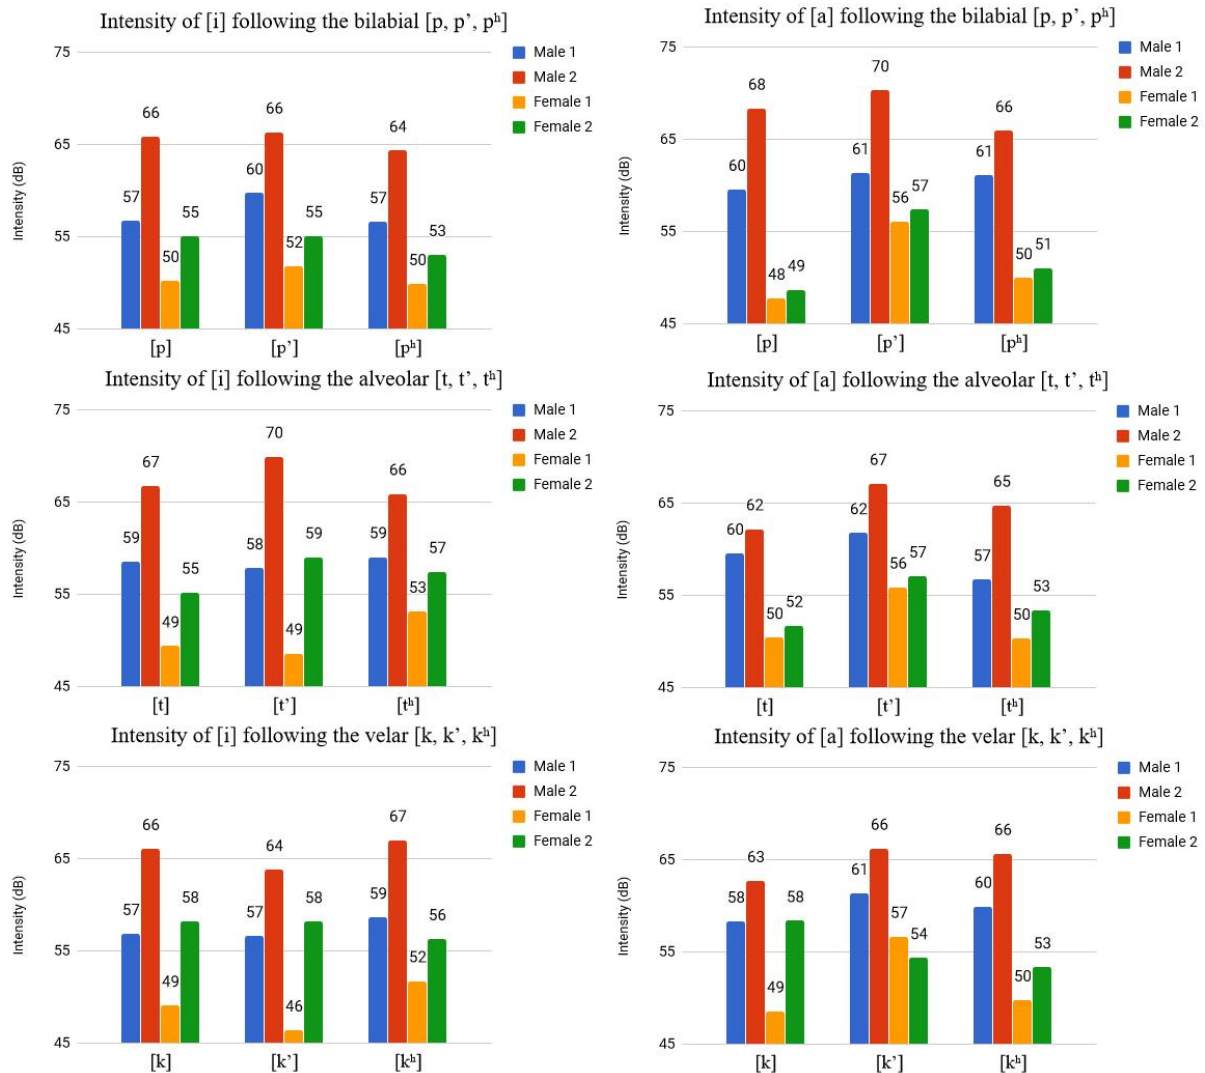 Intensity of [i] following the bilabial [p, p’, pʰ]
75
65
55
45
Intensity (dB)
57
66
50
55
60
66
52
55
57
64
50
53
[p]
[p’]
[pʰ]
Male 1
Male 2
Female 1
Female 2
Intensity of [a] following the bilabial [p, p’, pʰ]
75
65
55
45
Intensity (dB)
60
68
48
49
61
70
56
57
61
66
50
51
[p]
[p’]
[pʰ]
Male 1
Male 2
Female 1
Female 2
Intensity of [i] following the alveolar [t, t’, tʰ]
75
65
55
45
Intensity (dB)
59
67
49
55
58
70
49
59
59
66
53
57
[t]
[t’]
[tʰ]
Male 1
Male 2
Female 1
Female 2
Intensity of [a] following the alveolar [t, t’, tʰ]
75
65
55
45
Intensity (dB)
60
62
50
52
62
67
56
57
57
65
50
53
[t]
[t’]
[tʰ]
Male 1
Male 2
Female 1
Female 2
Intensity of [i] following the velar [k, k’, kʰ]
75
65
55
45
Intensity (dB)
57
66
49
58
57
64
46
58
59
67
52
56
[k]
[k’]
[kʰ]
Male 1
Male 2
Female 1
Female 2
Intensity of [a] following the velar [k, k’, kʰ]
75
65
55
45
Intensity (dB)
58
63
49
58
61
66
57
54
60
66
50
53
[k]
[k’]
[kʰ]
Male 1
Male 2
Female 1
Female 2